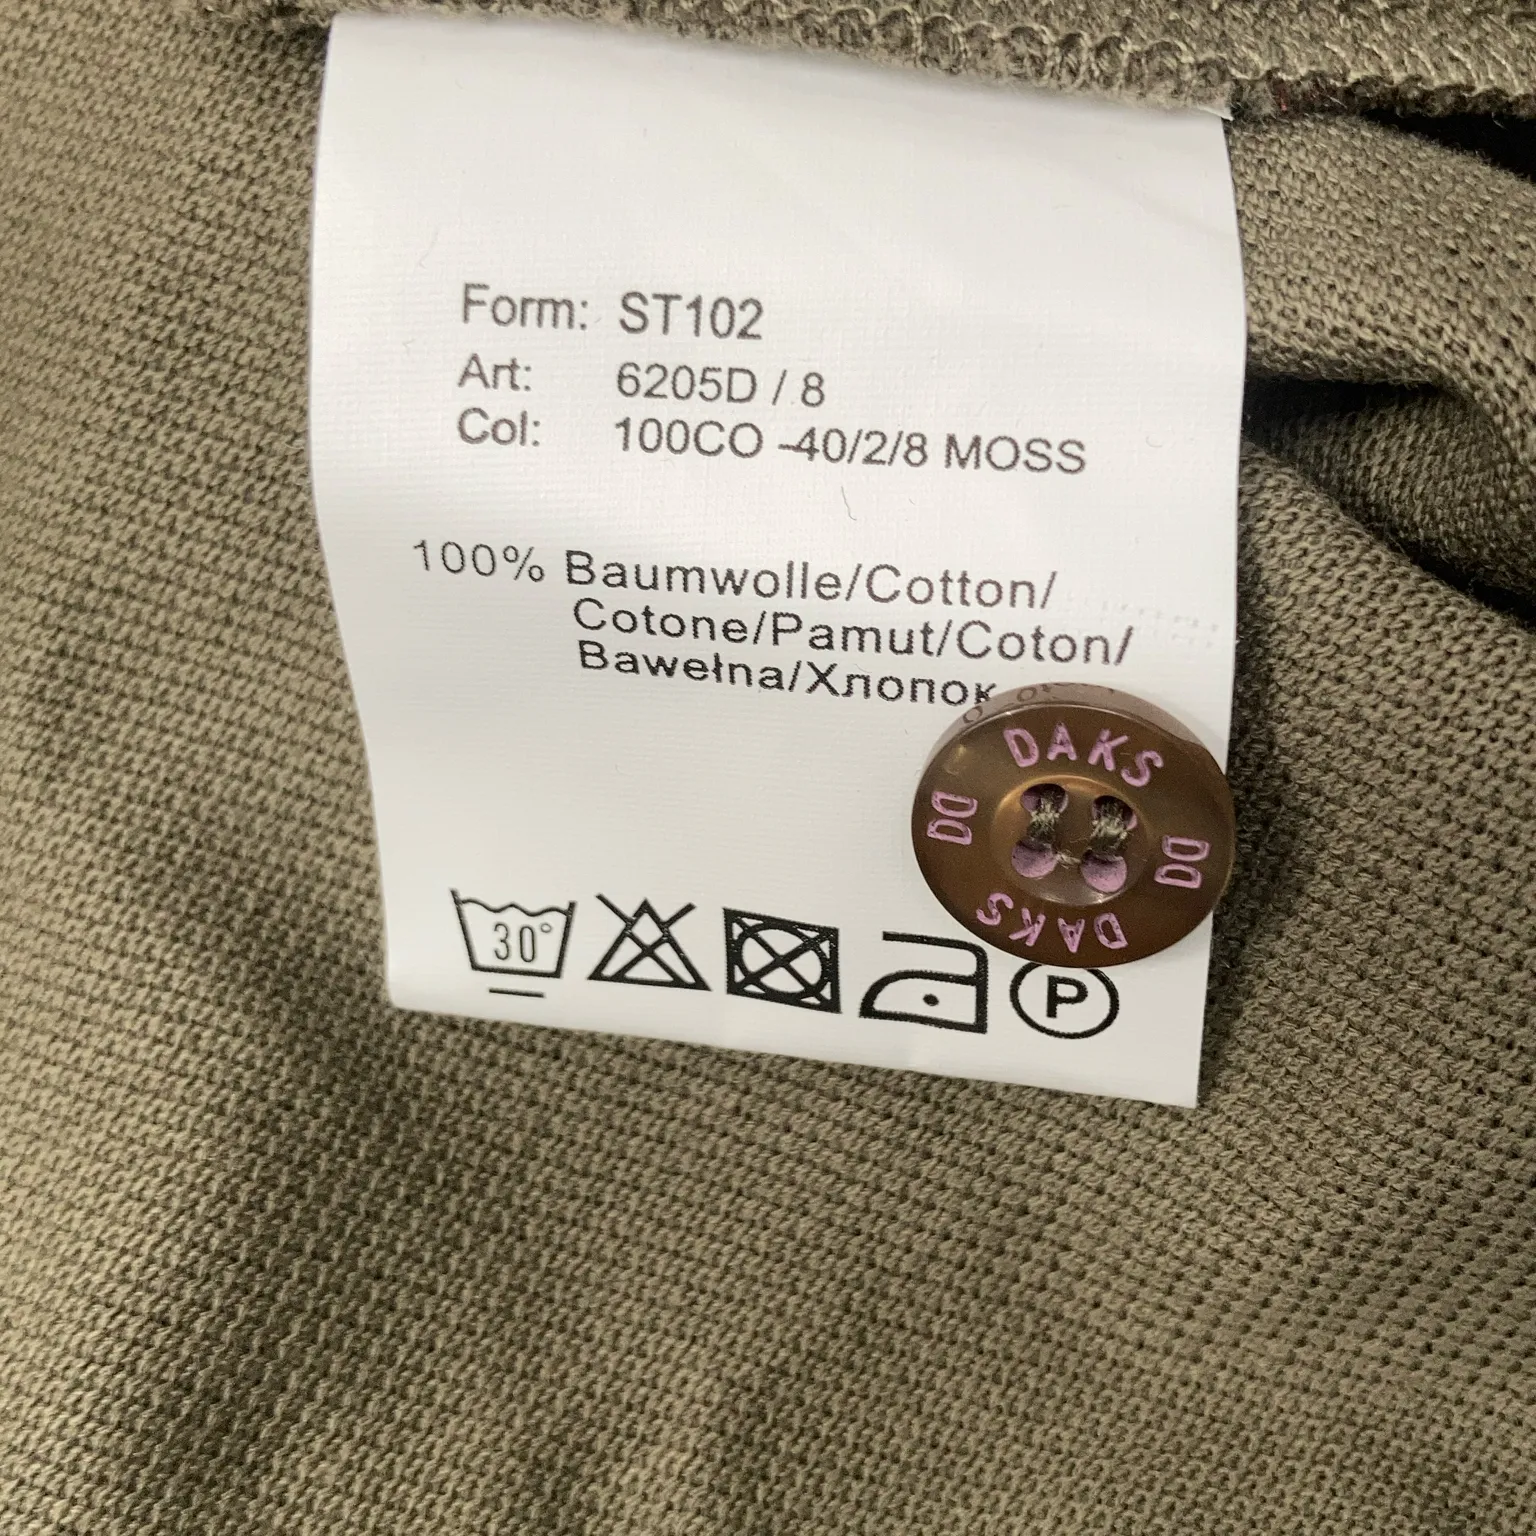 Form: ST102
Art: 6205D / 8
Col: 100CO -40/2/8 MOSS
100% Baumwolle/Cotton/
Cotone/Pamut/Coton/
Bawełna/Хлопок
DAKS
DD
DD
DAKS
30°
P